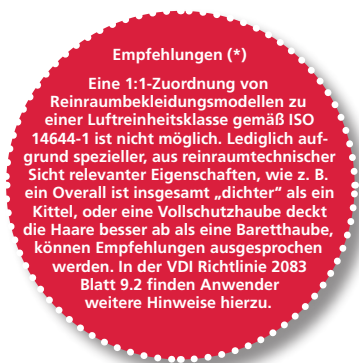 Empfehlungen (*)
Eine 1:1-Zuordnung von
Reinraumbekleidungsmodellen zu
einer Luftreinheitsklasse gemäß ISO
14644-1 ist nicht möglich. Lediglich auf-
grund spezieller, aus reinraumtechnischer
Sicht relevanter Eigenschaften, wie z. B.
ein Overall ist insgesamt „dichter“ als ein
Kittel, oder eine Vollschutzhaube deckt
die Haare besser ab als eine Baretthaube,
können Empfehlungen ausgesprochen
werden. In der VDI Richtlinie 2083
Blatt 9.2 finden Anwender
weitere Hinweise hierzu.